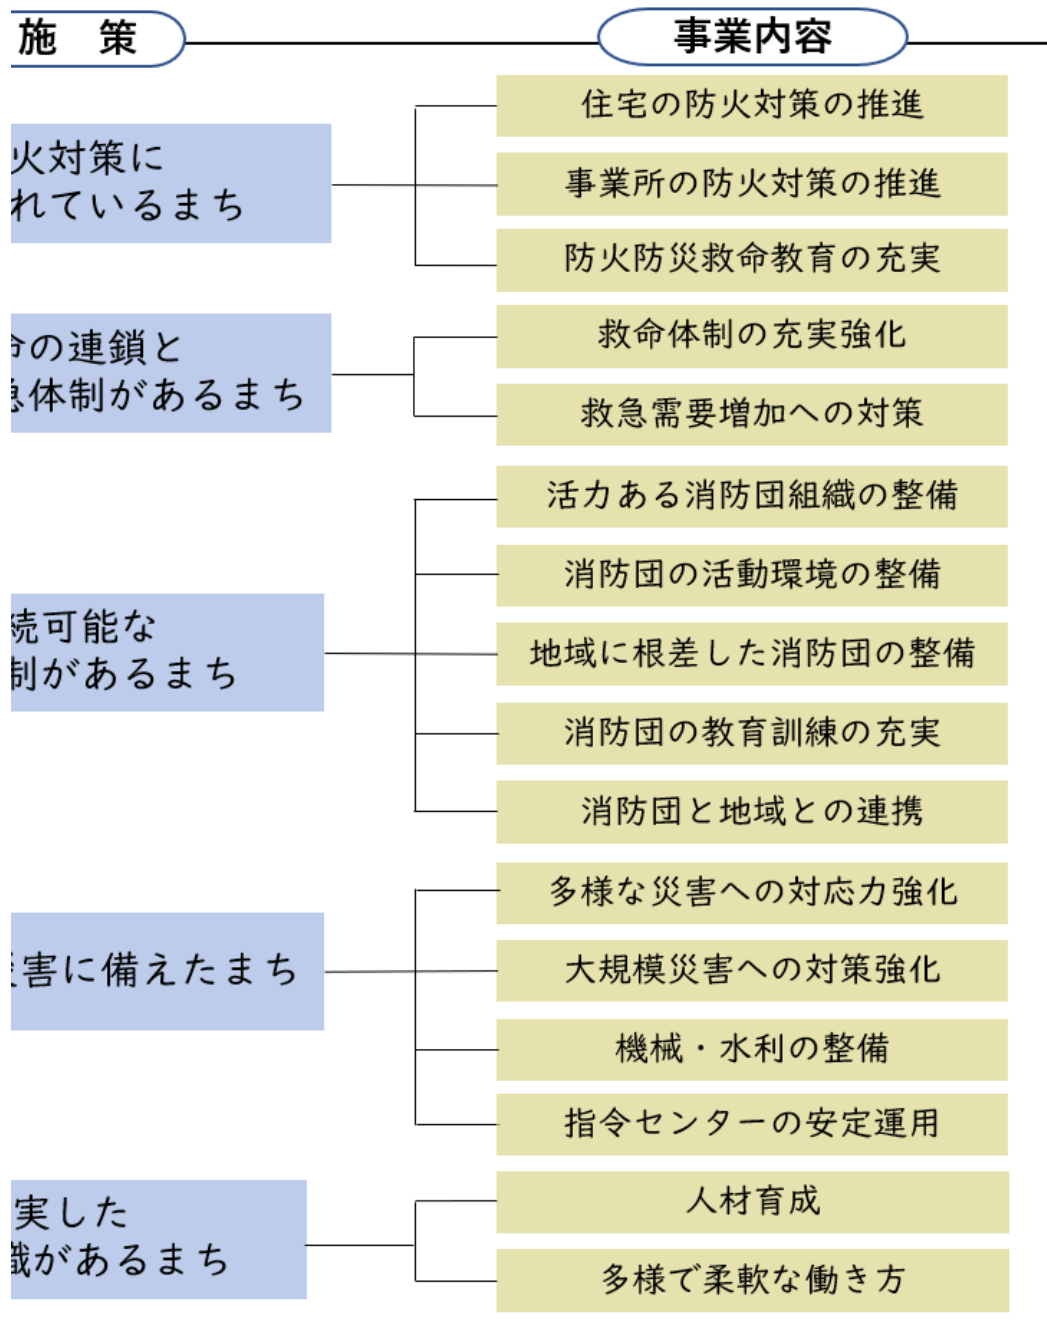 施 策
事業内容
火対策に
れているまち
住宅の防火対策の推進
事業所の防火対策の推進
防火防災救命教育の充実
命の連鎖と
急体制があるまち
救命体制の充実強化
救急需要増加への対策
続可能な
制があるまち
活力ある消防団組織の整備
消防団の活動環境の整備
地域に根差した消防団の整備
消防団の教育訓練の充実
消防団と地域との連携
災害に備えたまち
多様な災害への対応力強化
大規模災害への対策強化
機械・水利の整備
指令センターの安定運用
実した
織があるまち
人材育成
多様で柔軟な働き方